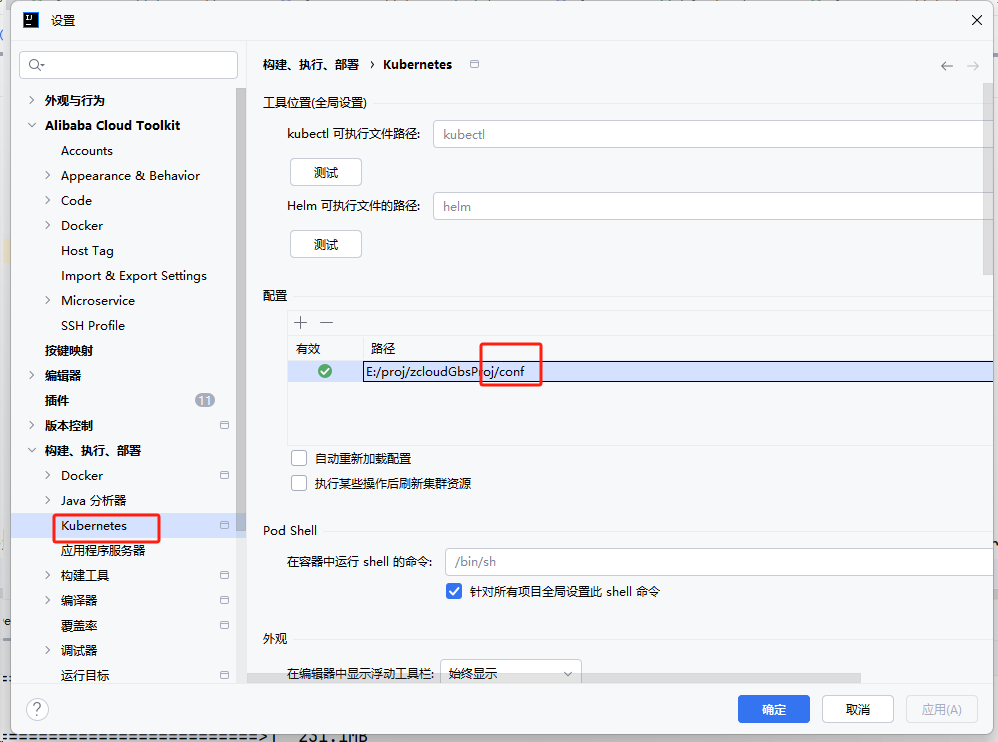 设置
外观与行为
Alibaba Cloud Toolkit
Accounts
Appearance & Behavior
Code
Docker
Host Tag
Import & Export Settings
Microservice
SSH Profile
按键映射
编辑器
插件 11
版本控制
构建、执行、部署
Docker
Java 分析器
Kubernetes
应用程序服务器
构建工具
编译器
覆盖率
调试器
运行目标
构建、执行、部署 › Kubernetes
工具位置(全局设置)
kubectl 可执行文件路径: kubectl
测试
Helm 可执行文件的路径: helm
测试
配置
有效 路径
E:/proj/zcloudGbsProj/conf
自动重新加载配置
执行某些操作后刷新集群资源
Pod Shell
在容器中运行 shell 的命令: /bin/sh
针对所有项目全局设置此 shell 命令
外观
在编辑器中显示浮动工具栏: 始终显示
? 确定 取消 应用(A)
==========================>] 231.1MB